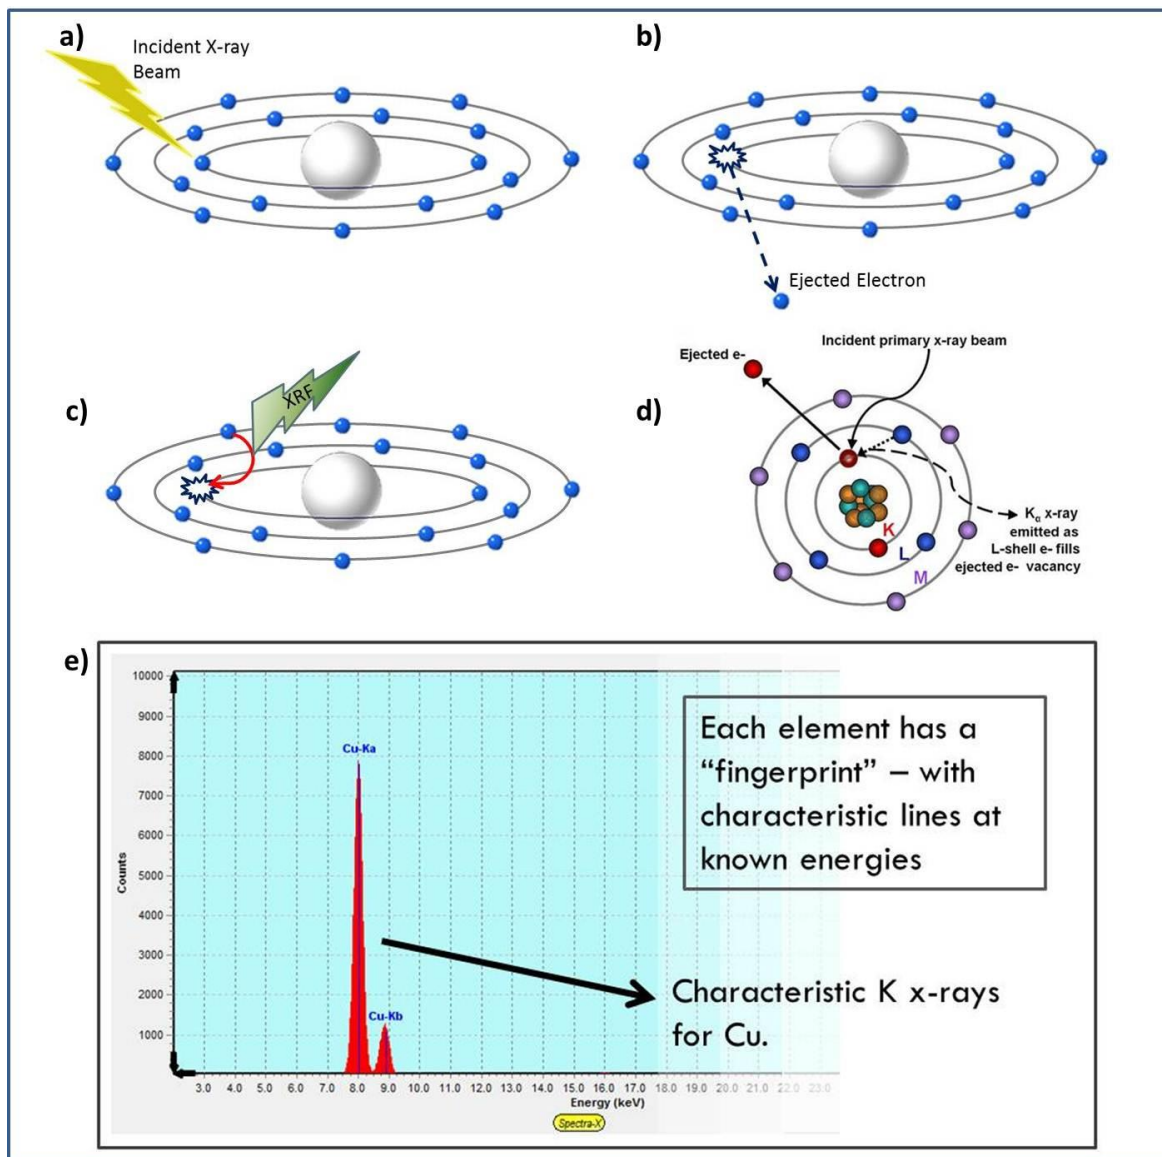 a)
Incident X-ray
Beam
b)
Ejected Electron
c)
XRF
d)
Ejected e-
Incident primary x-ray beam
K
L
M
Kα x-ray
emitted as
L-shell e- fills
ejected e- vacancy
e)
10000
9000
8000
7000
6000
5000
4000
3000
2000
1000
Counts
Cu-Ka
Cu-Kb
3.0 4.0 5.0 6.0 7.0 8.0 9.0 10.0 11.0 12.0 13.0 14.0 15.0 16.0 17.0 18.0 19.0 20.0 21.0 22.0 23.0
Energy (keV)
Spectra-X
Each element has a
“fingerprint” – with
characteristic lines at
known energies
Characteristic K x-rays
for Cu.